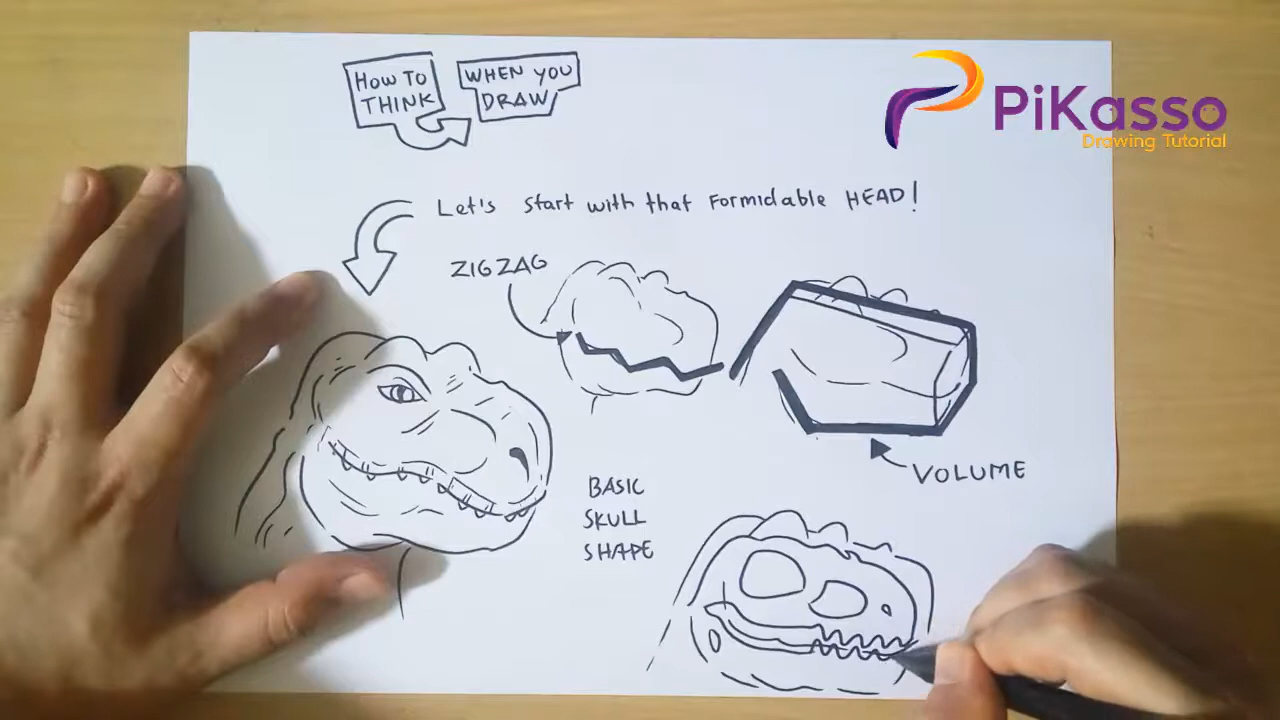 HOW TO
THINK
WHEN YOU
DRAW
PiKasso
Drawing Tutorial
Let's start with that FormIdable HEAD!
ZIGZAG
VOLUME
BASIC
SKULL
SHAPE